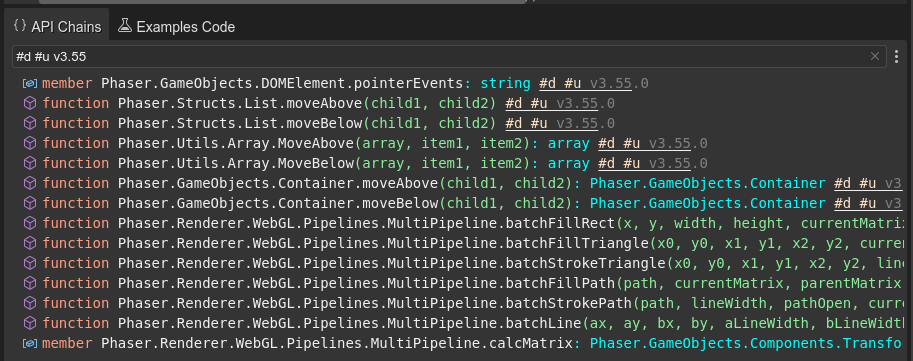 API Chains Examples Code
#d #u v3.55
member Phaser.GameObjects.DOMElement.pointerEvents: string #d #u v3.55.0
function Phaser.Structs.List.moveAbove(child1, child2) #d #u v3.55.0
function Phaser.Structs.List.moveBelow(child1, child2) #d #u v3.55.0
function Phaser.Utils.Array.MoveAbove(array, item1, item2): array #d #u v3.55.0
function Phaser.Utils.Array.MoveBelow(array, item1, item2): array #d #u v3.55.0
function Phaser.GameObjects.Container.moveAbove(child1, child2): Phaser.GameObjects.Container #d #u v3
function Phaser.GameObjects.Container.moveBelow(child1, child2): Phaser.GameObjects.Container #d #u v3
function Phaser.Renderer.WebGL.Pipelines.MultiPipeline.batchFillRect(x, y, width, height, currentMatri
function Phaser.Renderer.WebGL.Pipelines.MultiPipeline.batchFillTriangle(x0, y0, x1, y1, x2, y2, curre
function Phaser.Renderer.WebGL.Pipelines.MultiPipeline.batchStrokeTriangle(x0, y0, x1, y1, x2, y2, line
function Phaser.Renderer.WebGL.Pipelines.MultiPipeline.batchFillPath(path, currentMatrix, parentMatrix
function Phaser.Renderer.WebGL.Pipelines.MultiPipeline.batchStrokePath(path, lineWidth, pathOpen, curr
function Phaser.Renderer.WebGL.Pipelines.MultiPipeline.batchLine(ax, ay, bx, by, aLineWidth, bLineWidt
member Phaser.Renderer.WebGL.Pipelines.MultiPipeline.calcMatrix: Phaser.GameObjects.Components.Transfo